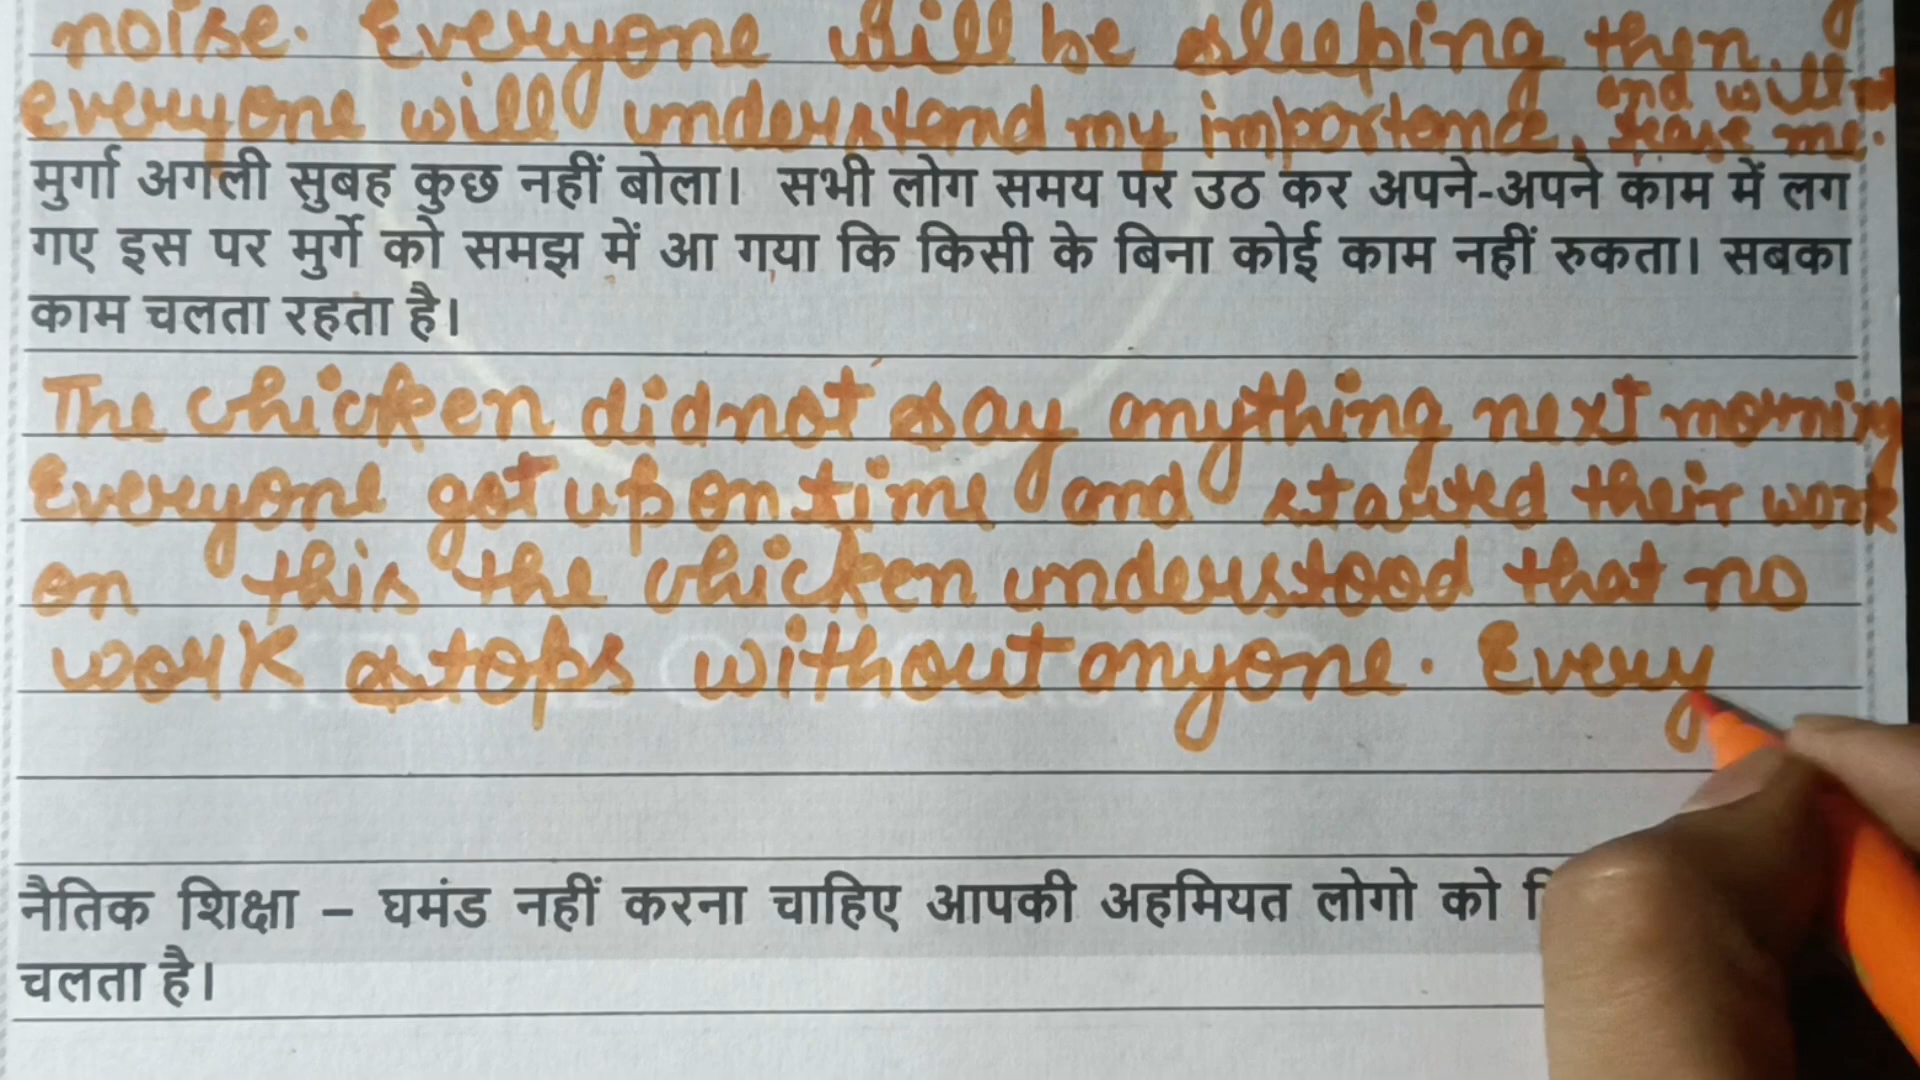 noise. Everyone will be sleeping then.
everyone will understand my importance, and will not tease me.
मुर्गा अगली सुबह कुछ नहीं बोला। सभी लोग समय पर उठ कर अपने-अपने काम में लग
गए इस पर मुर्गे को समझ में आ गया कि किसी के बिना कोई काम नहीं रुकता। सबका
काम चलता रहता है।
The chicken didnot say anything next morning
Everyone got up on time and started their work
on this the chicken understood that no
work stops without anyone. Every
नैतिक शिक्षा – घमंड नहीं करना चाहिए आपकी अहमियत लोगो को
चलता है।